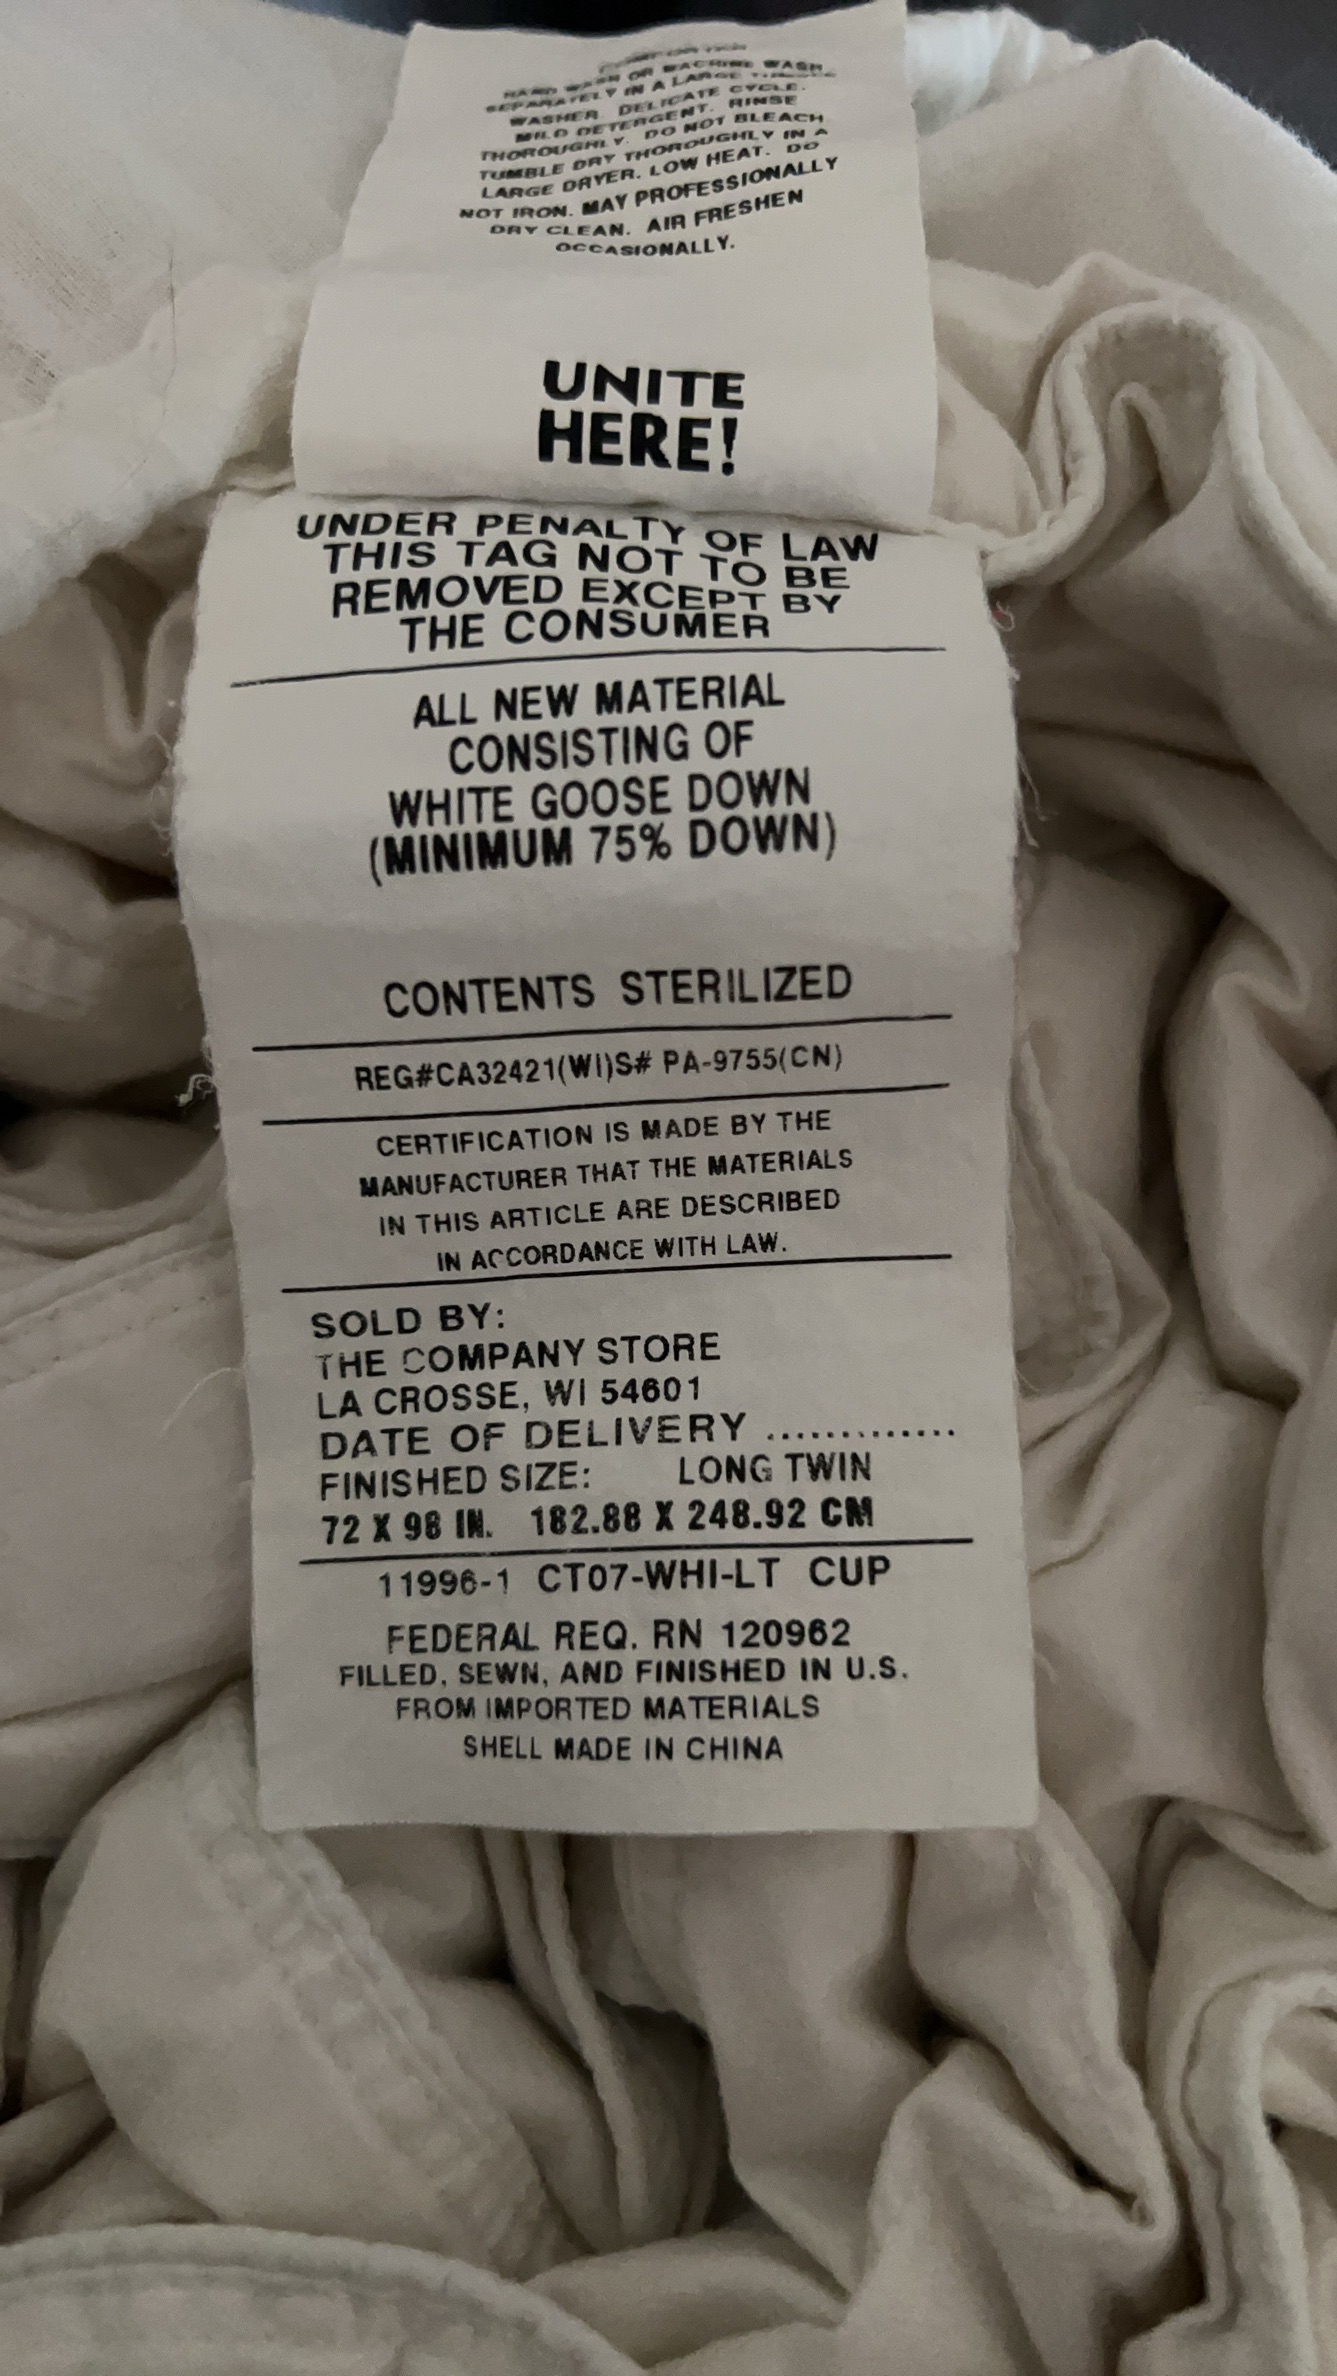 COMFORTER
HAND WASH OR MACHINE WASH
SEPARATELY IN A LARGE
WASHER. DELICATE CYCLE.
MILD DETERGENT. RINSE
THOROUGHLY. DO NOT BLEACH
TUMBLE DRY THOROUGHLY IN A
LARGE DRYER. LOW HEAT. DO
NOT IRON. MAY PROFESSIONALLY
DRY CLEAN. AIR FRESHEN
OCCASIONALLY.
UNITE
HERE!
UNDER PENALTY OF LAW
THIS TAG NOT TO BE
REMOVED EXCEPT BY
THE CONSUMER
ALL NEW MATERIAL
CONSISTING OF
WHITE GOOSE DOWN
(MINIMUM 75% DOWN)
CONTENTS STERILIZED
REG#CA32421(WI)S# PA-9755(CN)
CERTIFICATION IS MADE BY THE
MANUFACTURER THAT THE MATERIALS
IN THIS ARTICLE ARE DESCRIBED
IN ACCORDANCE WITH LAW.
SOLD BY:
THE COMPANY STORE
LA CROSSE, WI 54601
DATE OF DELIVERY ..............
FINISHED SIZE: LONG TWIN
72 X 98 IN. 182.88 X 248.92 CM
11996-1 CT07-WHI-LT CUP
FEDERAL REQ. RN 120962
FILLED, SEWN, AND FINISHED IN U.S.
FROM IMPORTED MATERIALS
SHELL MADE IN CHINA